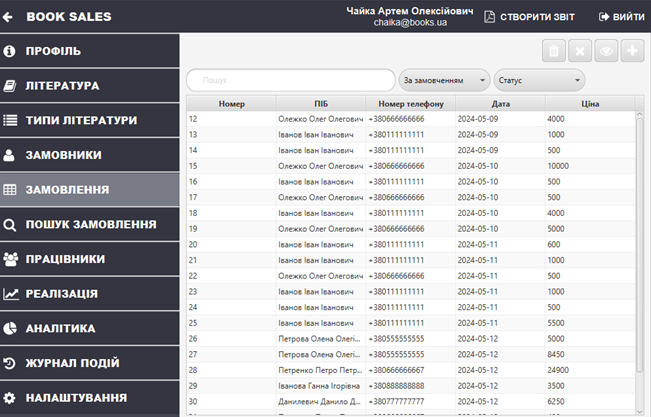 BOOK SALES
Чайка Артем Олексійович
chaika@books.ua
СТВОРИТИ ЗВІТ
ВИЙТИ
ПРОФІЛЬ
ЛІТЕРАТУРА
ТИПИ ЛІТЕРАТУРИ
ЗАМОВНИКИ
ЗАМОВЛЕННЯ
ПОШУК ЗАМОВЛЕННЯ
ПРАЦІВНИКИ
РЕАЛІЗАЦІЯ
АНАЛІТИКА
ЖУРНАЛ ПОДІЙ
НАЛАШТУВАННЯ
Пошук
За замовченням
Статус
Номер ПІБ Номер телефону Дата Ціна
12 Олежко Олег Олегович +380666666666 2024-05-09 4000
13 Іванов Іван Іванович +380111111111 2024-05-09 1000
14 Іванов Іван Іванович +380111111111 2024-05-09 500
15 Олежко Олег Олегович +380666666666 2024-05-10 10000
16 Іванов Іван Іванович +380111111111 2024-05-10 500
17 Олежко Олег Олегович +380666666666 2024-05-10 500
18 Іванов Іван Іванович +380111111111 2024-05-10 4000
19 Олежко Олег Олегович +380666666666 2024-05-10 5000
20 Іванов Іван Іванович +380111111111 2024-05-11 600
21 Іванов Іван Іванович +380111111111 2024-05-11 1000
22 Олежко Олег Олегович +380666666666 2024-05-11 500
23 Іванов Іван Іванович +380111111111 2024-05-11 1000
24 Іванов Іван Іванович +380111111111 2024-05-11 500
25 Іванов Іван Іванович +380111111111 2024-05-11 5500
26 Петрова Олена Олегі... +380555555555 2024-05-12 5000
27 Петрова Олена Олегі... +380555555555 2024-05-12 8450
28 Петренко Петро Петр... +380666666667 2024-05-12 24900
29 Іванова Ганна Ігорівна +380888888888 2024-05-12 3500
30 Данилевич Данило Д... +380777777777 2024-05-12 6250